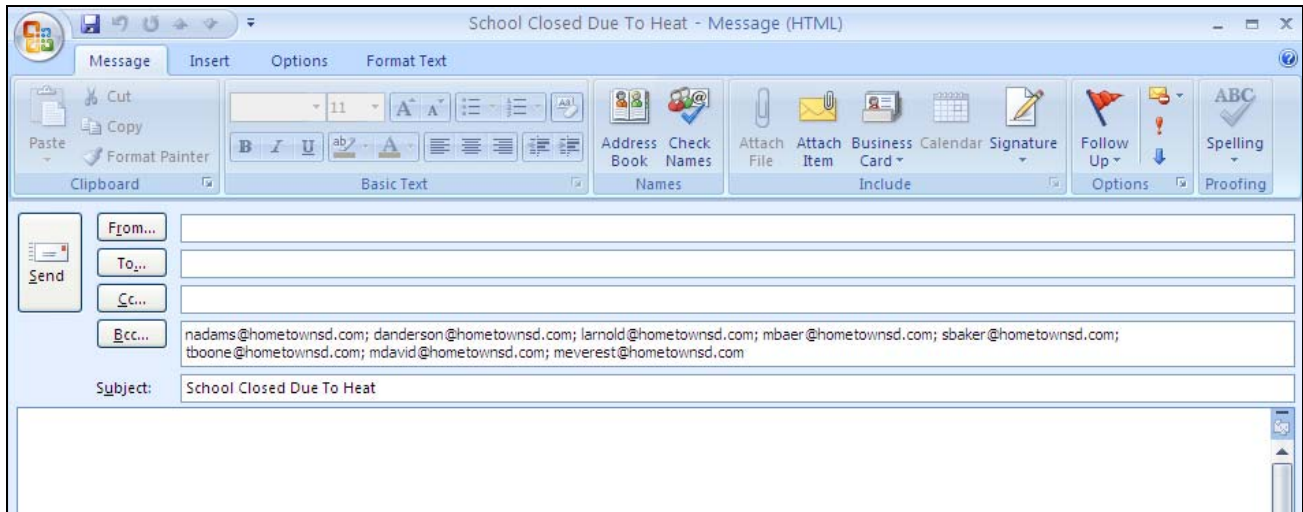 School Closed Due To Heat - Message (HTML)
Message Insert Options Format Text
Paste
Cut
Copy
Format Painter
Clipboard
11
B I U ab A
Basic Text
Address Book
Check Names
Names
Attach File
Attach Item
Business Card
Calendar
Signature
Include
Follow Up
Options
ABC
Spelling
Proofing
Send
From...
To...
Cc...
Bcc... nadams@hometownsd.com; danderson@hometownsd.com; larnold@hometownsd.com; mbaer@hometownsd.com; sbaker@hometownsd.com;
tboone@hometownsd.com; mdavid@hometownsd.com; meverest@hometownsd.com
Subject: School Closed Due To Heat